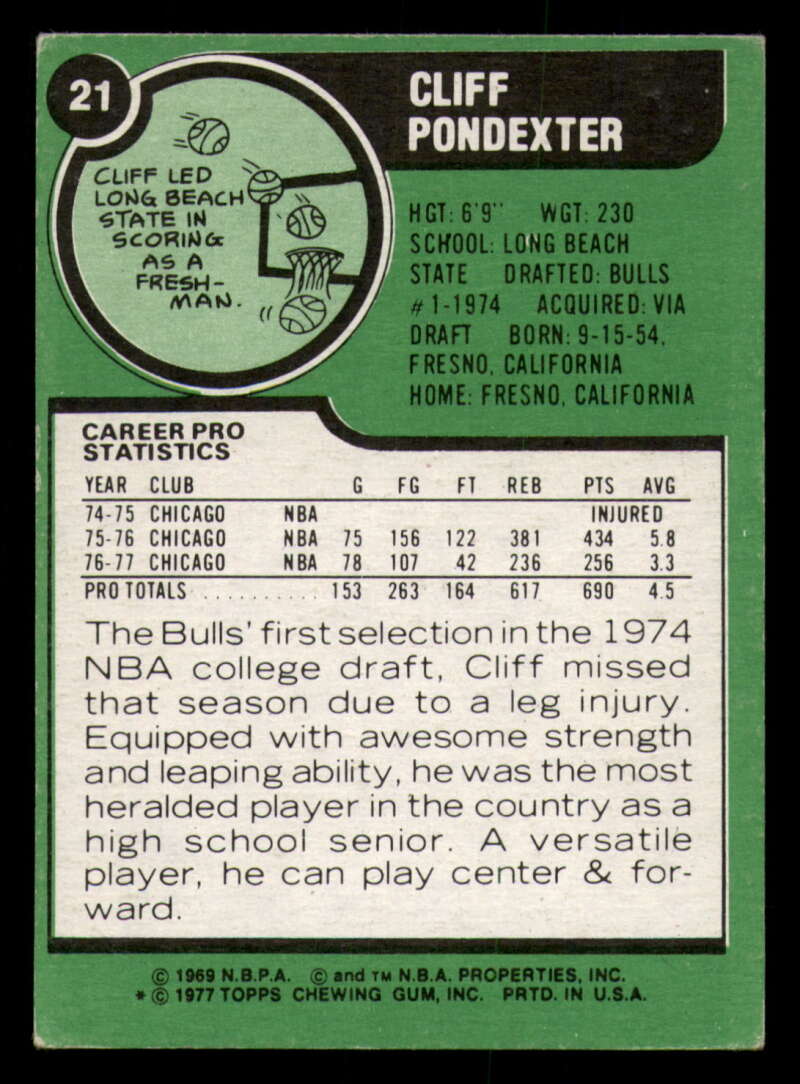 21
CLIFF
PONDEXTER
CLIFF LED
LONG BEACH
STATE IN
SCORING
AS A
FRESH-
MAN.
HGT: 6'9" WGT: 230
SCHOOL: LONG BEACH
STATE DRAFTED: BULLS
#1-1974 ACQUIRED: VIA
DRAFT BORN: 9-15-54,
FRESNO, CALIFORNIA
HOME: FRESNO, CALIFORNIA
CAREER PRO
STATISTICS
YEAR CLUB G FG FT REB PTS AVG
74-75 CHICAGO NBA INJURED
75-76 CHICAGO NBA 75 156 122 381 434 5.8
76-77 CHICAGO NBA 78 107 42 236 256 3.3
PRO TOTALS .......... 153 263 164 617 690 4.5
The Bulls' first selection in the 1974
NBA college draft, Cliff missed
that season due to a leg injury.
Equipped with awesome strength
and leaping ability, he was the most
heralded player in the country as a
high school senior. A versatile
player, he can play center & for-
ward.
© 1969 N.B.P.A. © and TM N.B.A. PROPERTIES, INC.
* © 1977 TOPPS CHEWING GUM, INC. PRTD. IN U.S.A.